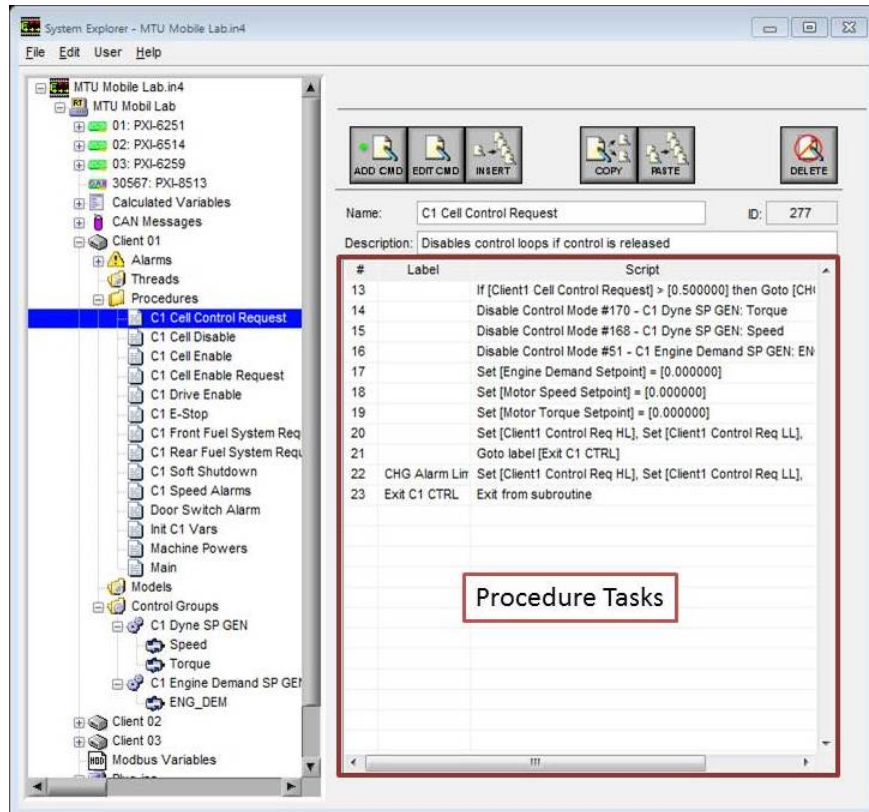 System Explorer - MTU Mobile Lab.in4
File Edit User Help
MTU Mobile Lab.in4
MTU Mobil Lab
01: PXI-6251
02: PXI-6514
03: PXI-6259
30567: PXI-8513
Calculated Variables
CAN Messages
Client 01
Alarms
Threads
Procedures
C1 Cell Control Request
C1 Cell Disable
C1 Cell Enable
C1 Cell Enable Request
C1 Drive Enable
C1 E-Stop
C1 Front Fuel System Req
C1 Rear Fuel System Requ
C1 Soft Shutdown
C1 Speed Alarms
Door Switch Alarm
Init C1 Vars
Machine Powers
Main
Models
Control Groups
C1 Dyne SP GEN
Speed
Torque
C1 Engine Demand SP GEN
ENG_DEM
Client 02
Client 03
Modbus Variables
ADD CMD EDIT CMD INSERT COPY PASTE DELETE
Name: C1 Cell Control Request ID: 277
Description: Disables control loops if control is released
# Label Script
13 If [Client1 Cell Control Request] > [0.500000] then Goto [CHG
14 Disable Control Mode #170 - C1 Dyne SP GEN: Torque
15 Disable Control Mode #168 - C1 Dyne SP GEN: Speed
16 Disable Control Mode #51 - C1 Engine Demand SP GEN: EN
17 Set [Engine Demand Setpoint] = [0.000000]
18 Set [Motor Speed Setpoint] = [0.000000]
19 Set [Motor Torque Setpoint] = [0.000000]
20 Set [Client1 Control Req HL], Set [Client1 Control Req LL],
21 Goto label [Exit C1 CTRL]
22 CHG Alarm Lim Set [Client1 Control Req HL], Set [Client1 Control Req LL],
23 Exit C1 CTRL Exit from subroutine
Procedure Tasks